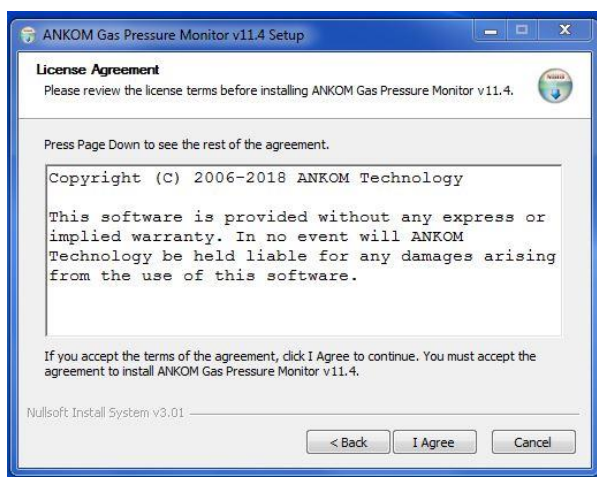 ANKOM Gas Pressure Monitor v11.4 Setup
License Agreement
Please review the license terms before installing ANKOM Gas Pressure Monitor v11.4.
Press Page Down to see the rest of the agreement.
Copyright (C) 2006-2018 ANKOM Technology
This software is provided without any express or
implied warranty. In no event will ANKOM
Technology be held liable for any damages arising
from the use of this software.
If you accept the terms of the agreement, click I Agree to continue. You must accept the
agreement to install ANKOM Gas Pressure Monitor v11.4.
Nullsoft Install System v3.01
< Back
I Agree
Cancel